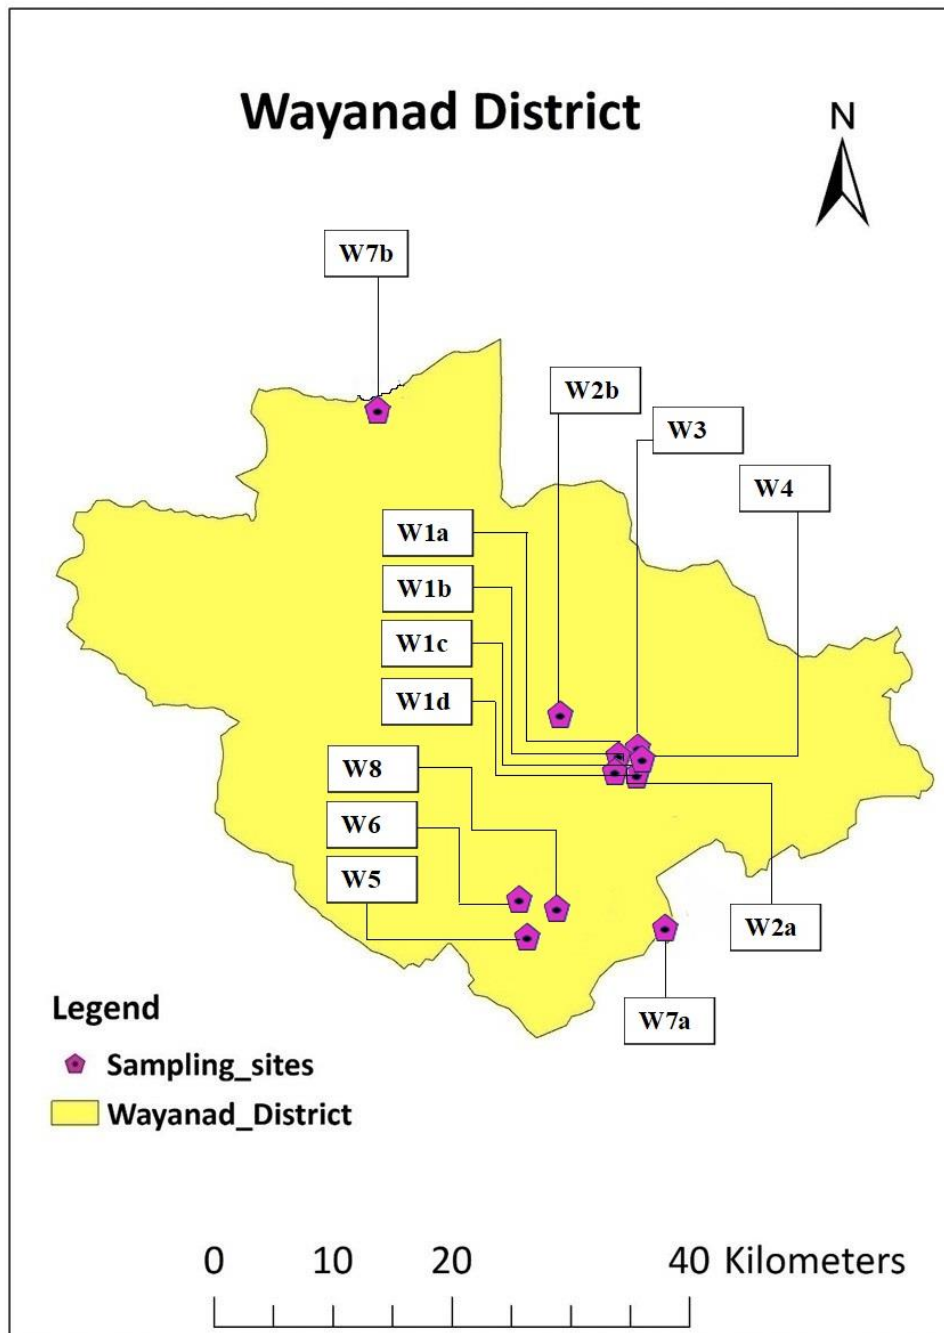 Wayanad District
N
W7b
W2b
W3
W4
W1a
W1b
W1c
W1d
W8
W6
W5
W2a
W7a
Legend
Sampling_sites
Wayanad_District
0 10 20 40 Kilometers